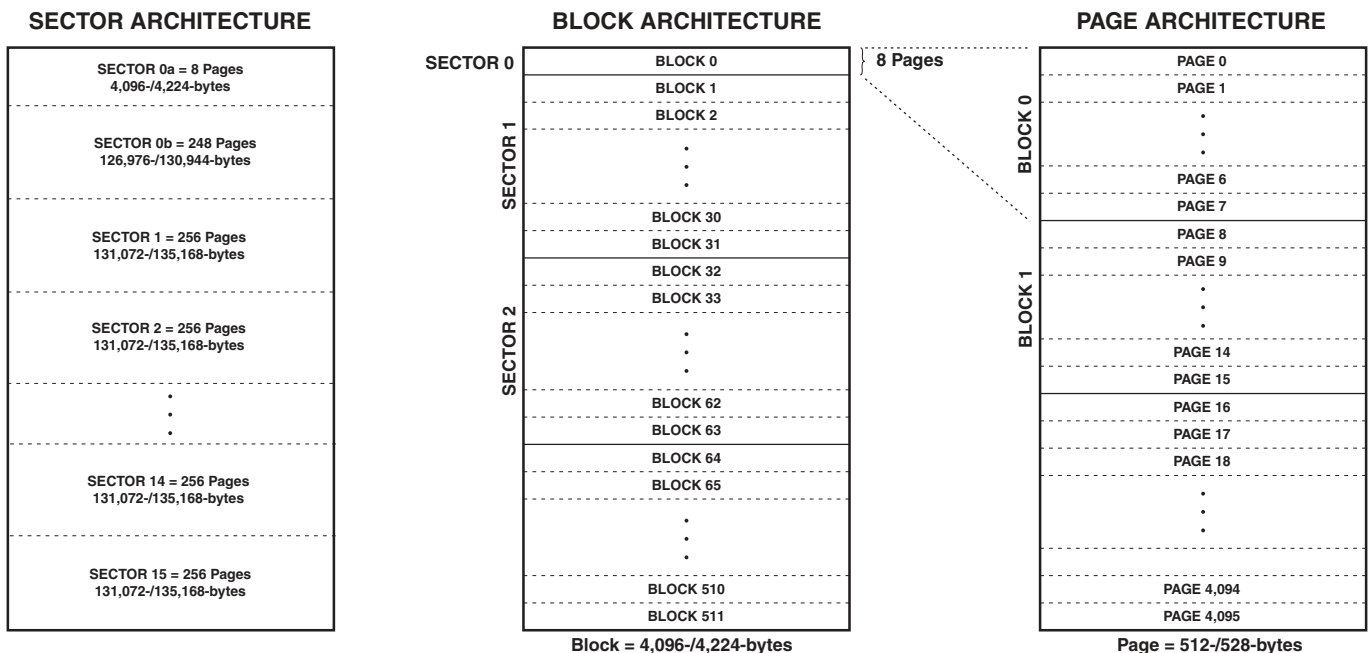 SECTOR ARCHITECTURE
SECTOR 0a = 8 Pages
4,096-/4,224-bytes
SECTOR 0b = 248 Pages
126,976-/130,944-bytes
SECTOR 1 = 256 Pages
131,072-/135,168-bytes
SECTOR 2 = 256 Pages
131,072-/135,168-bytes
SECTOR 14 = 256 Pages
131,072-/135,168-bytes
SECTOR 15 = 256 Pages
131,072-/135,168-bytes
BLOCK ARCHITECTURE
SECTOR 0
SECTOR 1
SECTOR 2
BLOCK 0
BLOCK 1
BLOCK 2
BLOCK 30
BLOCK 31
BLOCK 32
BLOCK 33
BLOCK 62
BLOCK 63
BLOCK 64
BLOCK 65
BLOCK 510
BLOCK 511
Block = 4,096-/4,224-bytes
8 Pages
PAGE ARCHITECTURE
BLOCK 0
BLOCK 1
PAGE 0
PAGE 1
PAGE 6
PAGE 7
PAGE 8
PAGE 9
PAGE 14
PAGE 15
PAGE 16
PAGE 17
PAGE 18
PAGE 4,094
PAGE 4,095
Page = 512-/528-bytes